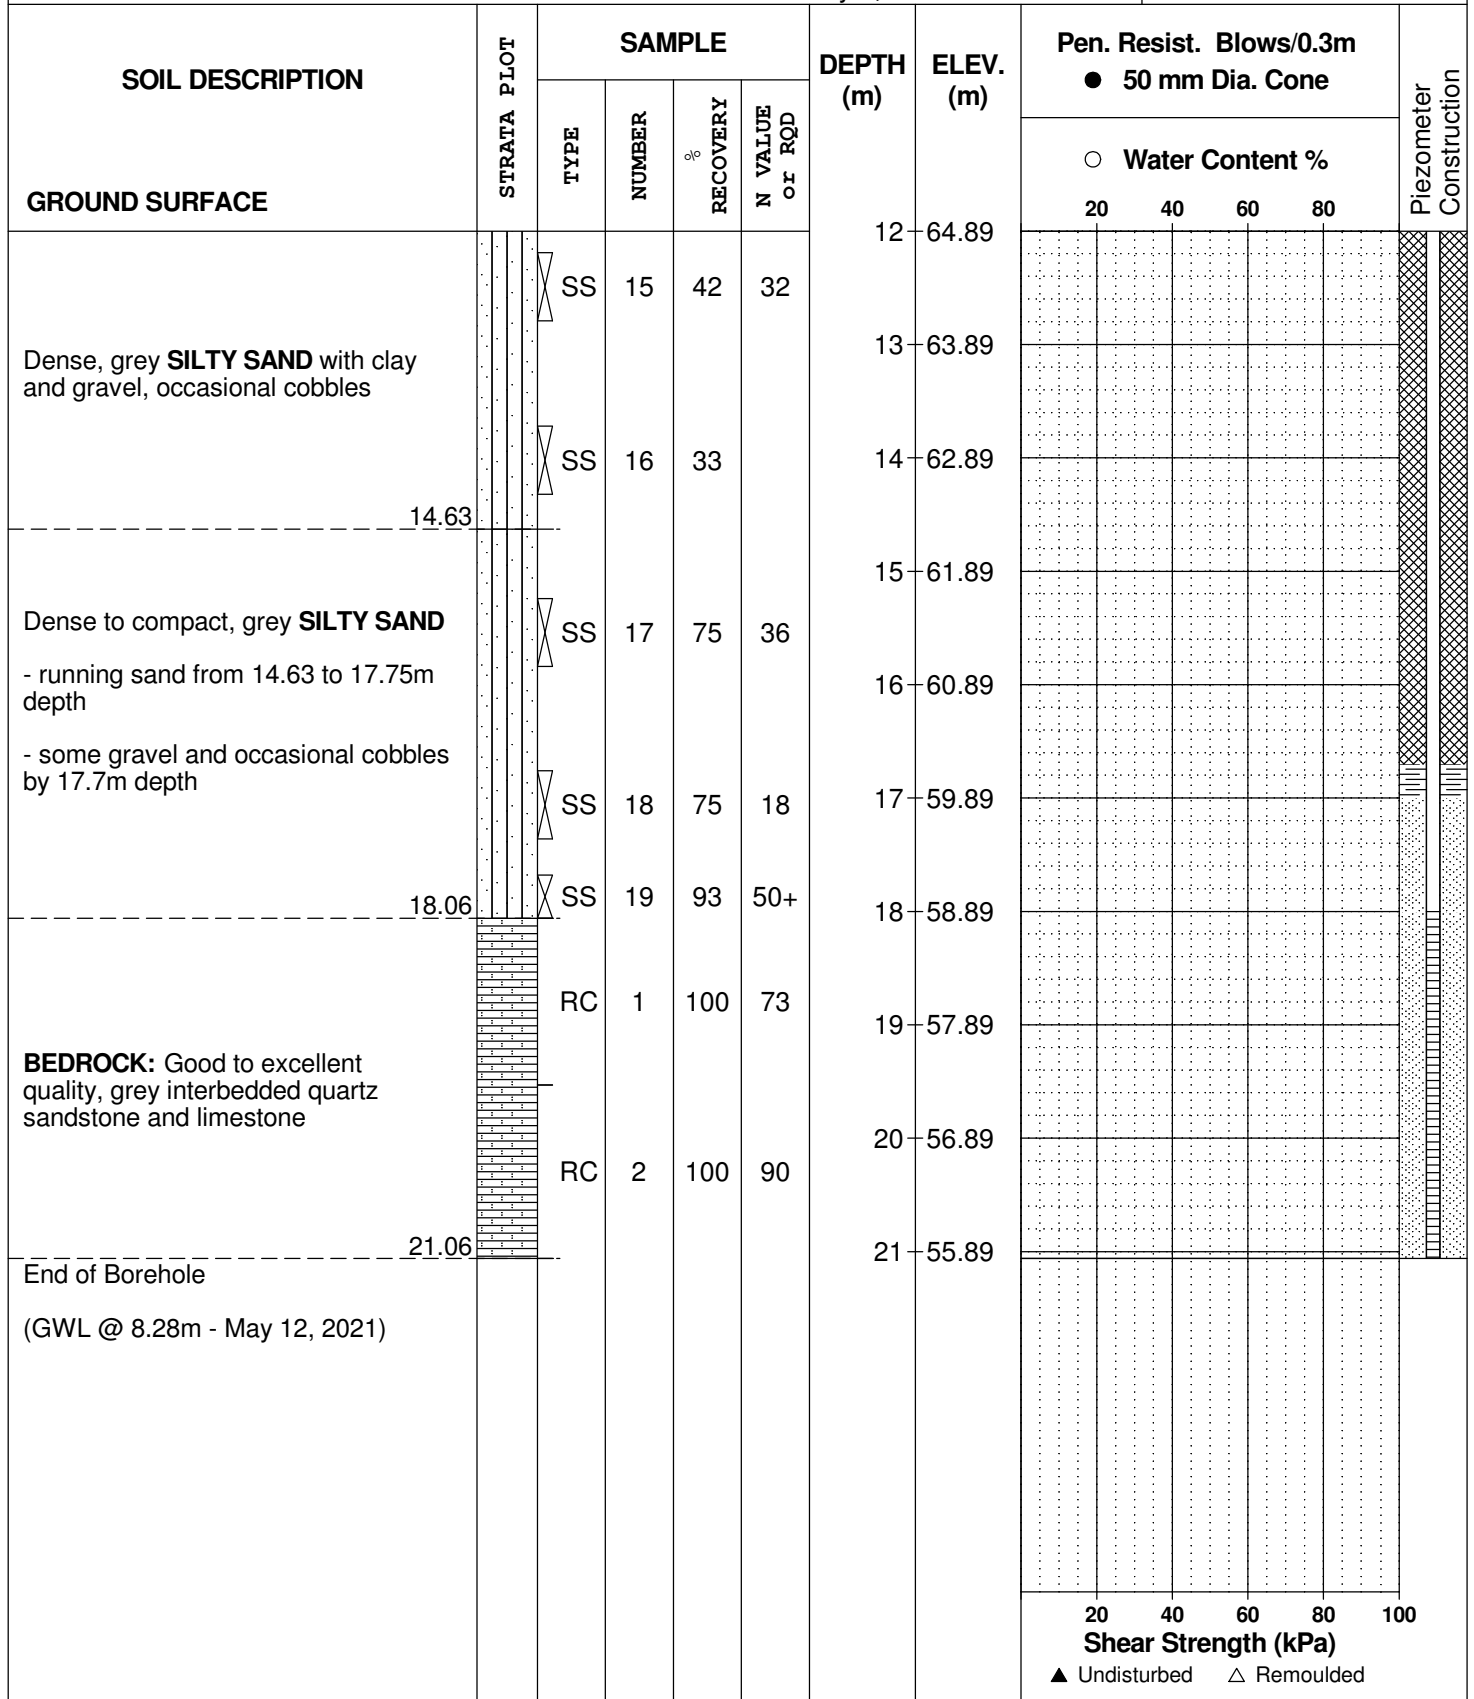 SOIL DESCRIPTION
GROUND SURFACE
STRATA PLOT
SAMPLE
TYPE
NUMBER
%
RECOVERY
N VALUE
or RQD
DEPTH
(m)
ELEV.
(m)
Pen. Resist. Blows/0.3m
● 50 mm Dia. Cone
○ Water Content %
20 40 60 80
Piezometer
Construction
12 64.89
SS 15 42 32
13 63.89
Dense, grey SILTY SAND with clay
and gravel, occasional cobbles
SS 16 33
14 62.89
14.63
15 61.89
Dense to compact, grey SILTY SAND
SS 17 75 36
- running sand from 14.63 to 17.75m
depth
16 60.89
- some gravel and occasional cobbles
by 17.7m depth
SS 18 75 18
17 59.89
SS 19 93 50+
18.06
18 58.89
RC 1 100 73
19 57.89
BEDROCK: Good to excellent
quality, grey interbedded quartz
sandstone and limestone
20 56.89
RC 2 100 90
21.06
21 55.89
End of Borehole
(GWL @ 8.28m - May 12, 2021)
20 40 60 80 100
Shear Strength (kPa)
▲ Undisturbed △ Remoulded